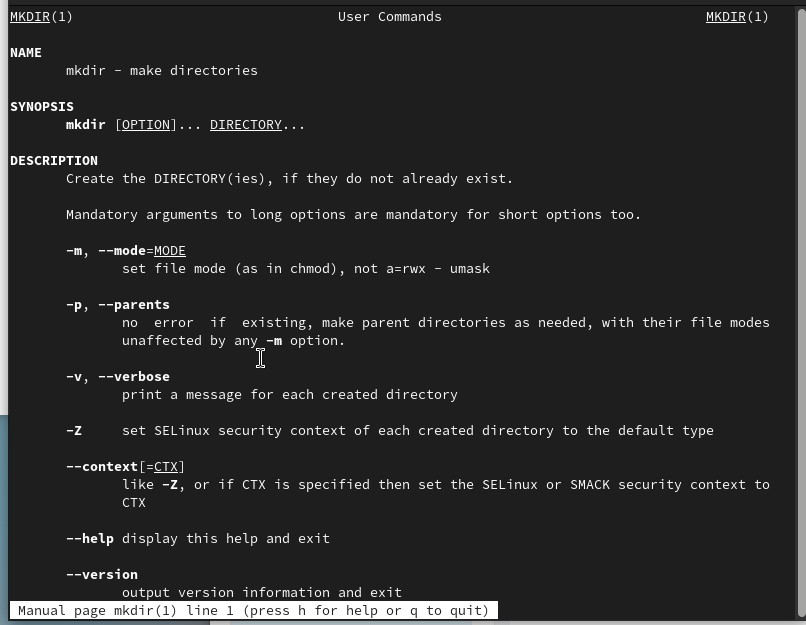 MKDIR(1) User Commands MKDIR(1)
NAME
mkdir - make directories
SYNOPSIS
mkdir [OPTION]... DIRECTORY...
DESCRIPTION
Create the DIRECTORY(ies), if they do not already exist.
Mandatory arguments to long options are mandatory for short options too.
-m, --mode=MODE
set file mode (as in chmod), not a=rwx - umask
-p, --parents
no error if existing, make parent directories as needed, with their file modes
unaffected by any -m option.
-v, --verbose
print a message for each created directory
-Z set SELinux security context of each created directory to the default type
--context[=CTX]
like -Z, or if CTX is specified then set the SELinux or SMACK security context to
CTX
--help display this help and exit
--version
output version information and exit
Manual page mkdir(1) line 1 (press h for help or q to quit)